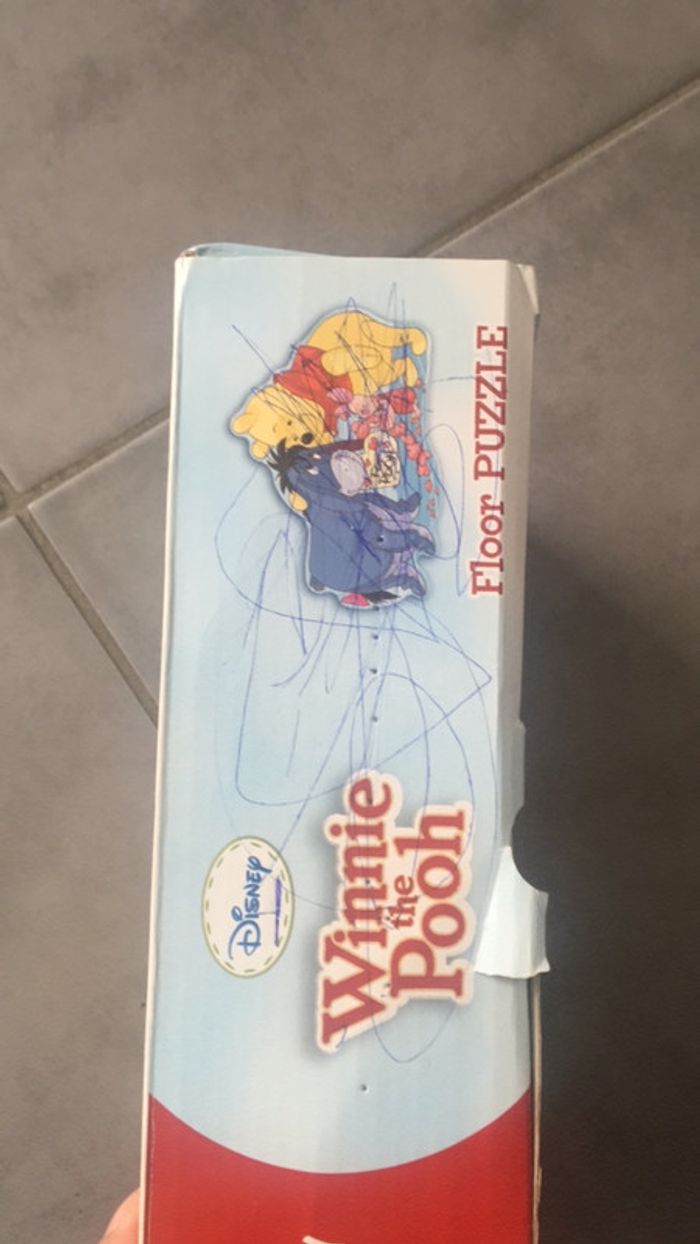 DISNEY
Winnie
the
Pooh
Floor PUZZLE